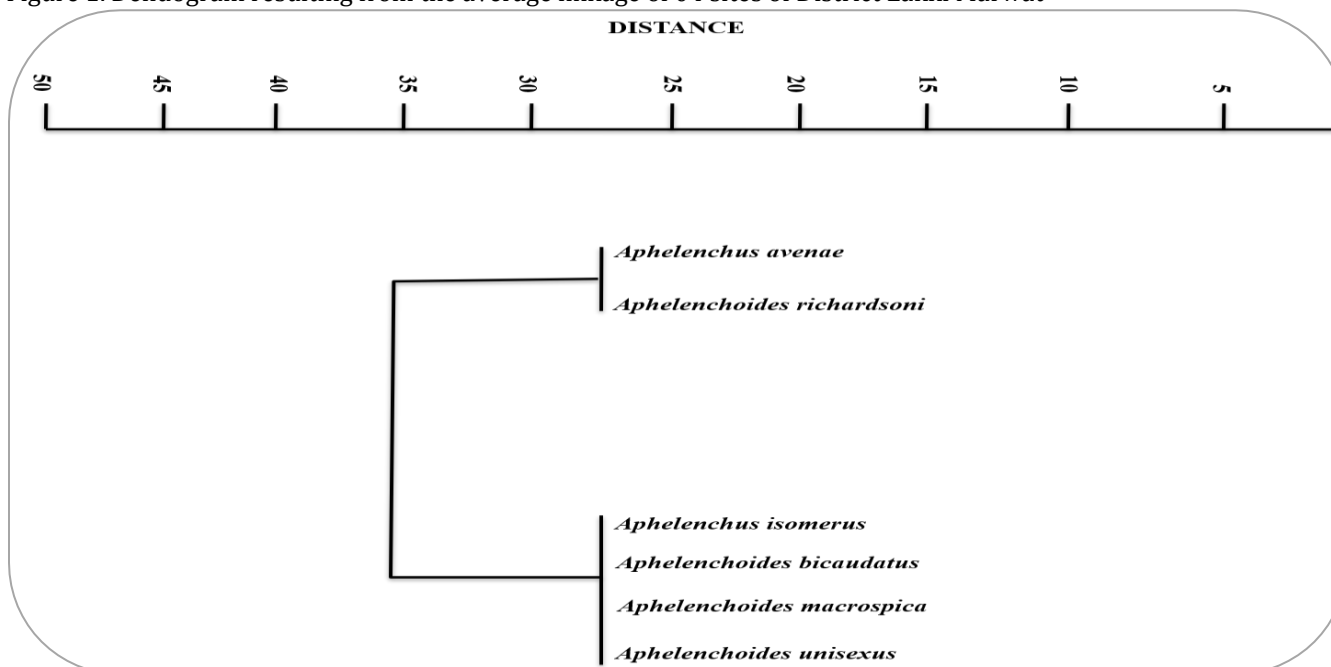 DISTANCE
50 45 40 35 30 25 20 15 10 5
Aphelenchus avenae
Aphelenchoides richardsoni
Aphelenchus isomerus
Aphelenchoides bicaudatus
Aphelenchoides macrospica
Aphelenchoides unisexus